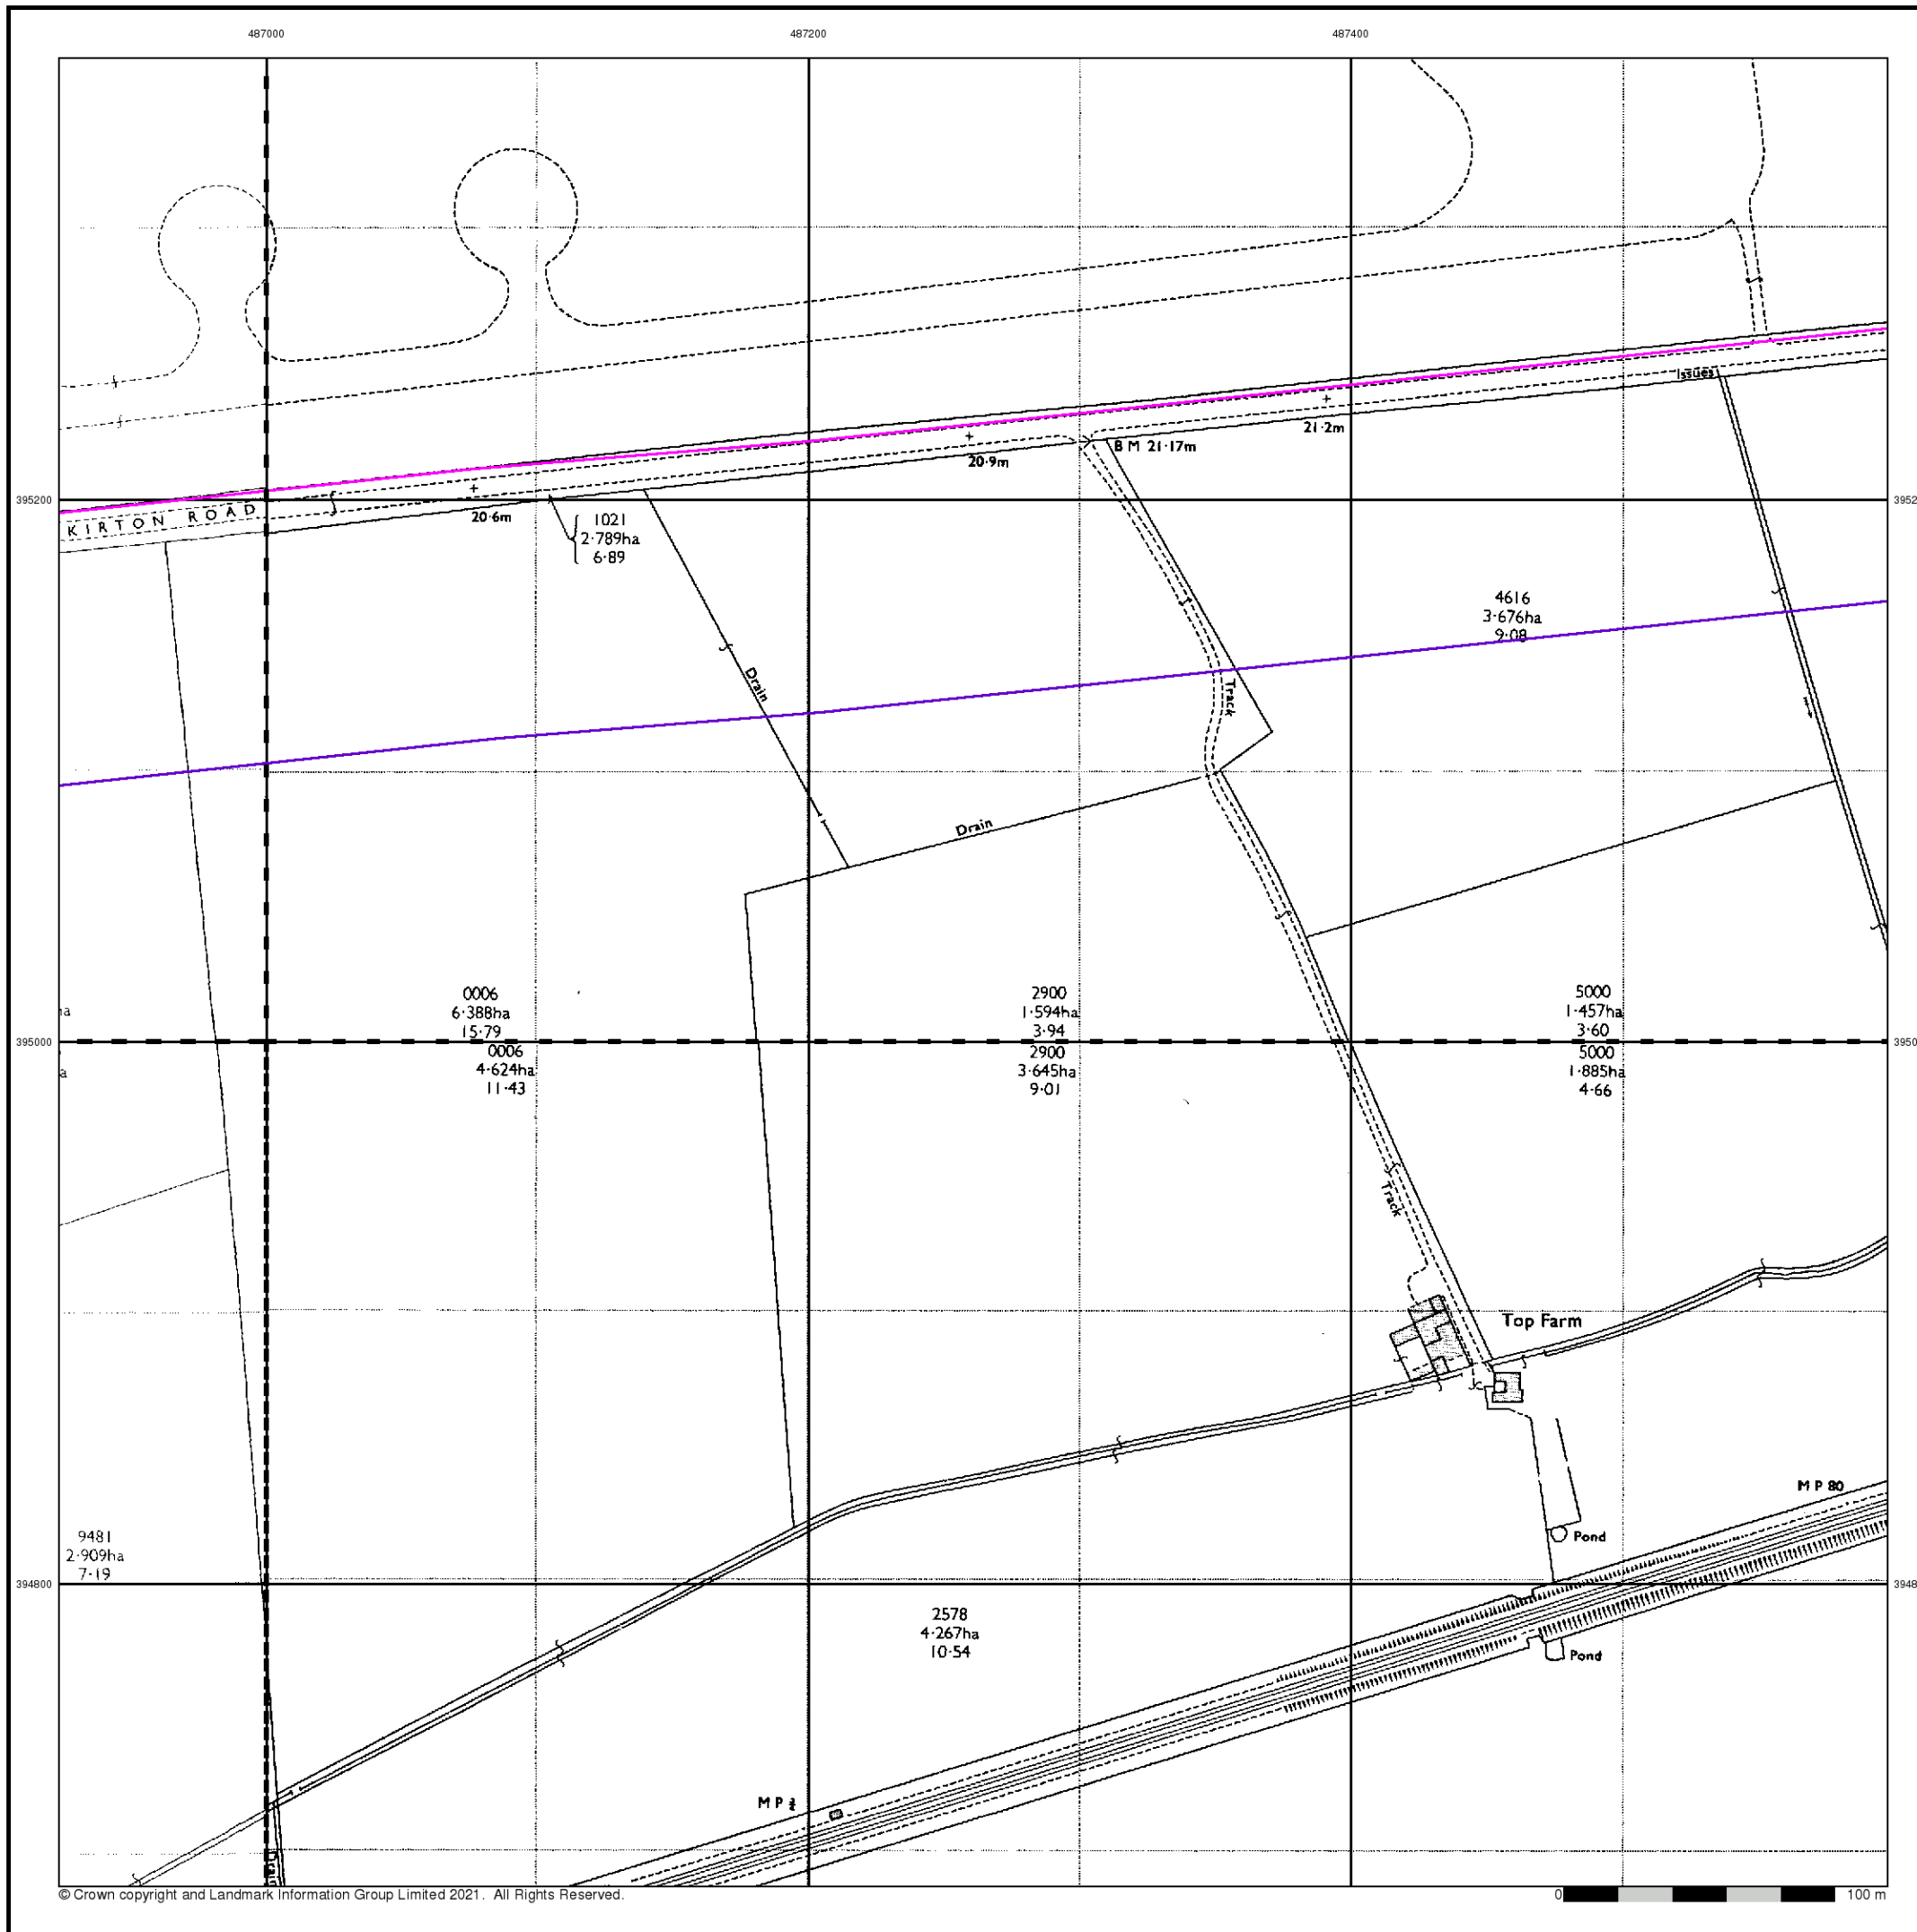 487000
487200
487400
Issues
B M 21·17m
21·2m
20·9m
395200
3952
KIRTON ROAD
20·6m
1021
2·789ha
6·89
4616
3·676ha
9·08
Drain
Track
Drain
0006
6·388ha
15·79
2900
1·594ha
3·94
5000
1·457ha
3·60
395000
3950
0006
4·624ha
11·43
2900
3·645ha
9·01
5000
1·885ha
4·66
Track
Top Farm
M P 80
9481
2·909ha
7·19
Pond
394800
3948
2578
4·267ha
10·54
Pond
M P
© Crown copyright and Landmark Information Group Limited 2021. All Rights Reserved.
0
100 m